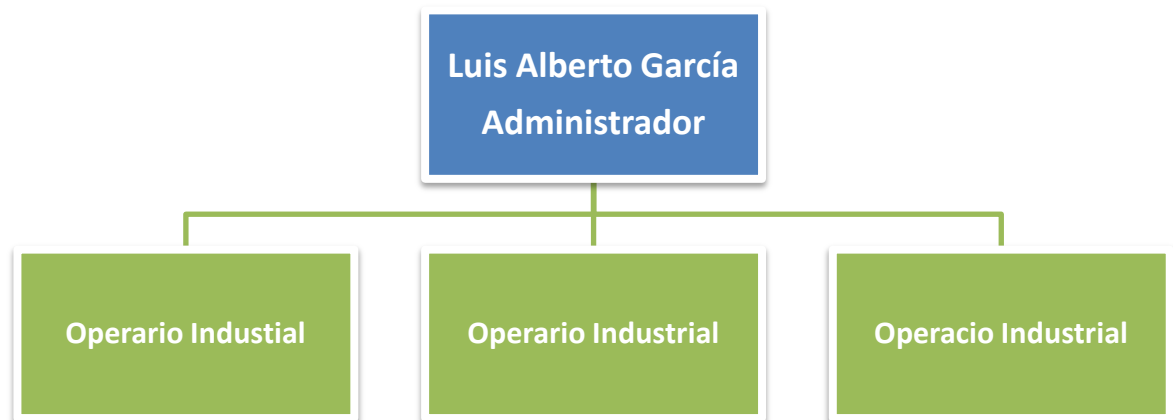 Luis Alberto García
Administrador
Operario Industial
Operario Industrial
Operacio Industrial